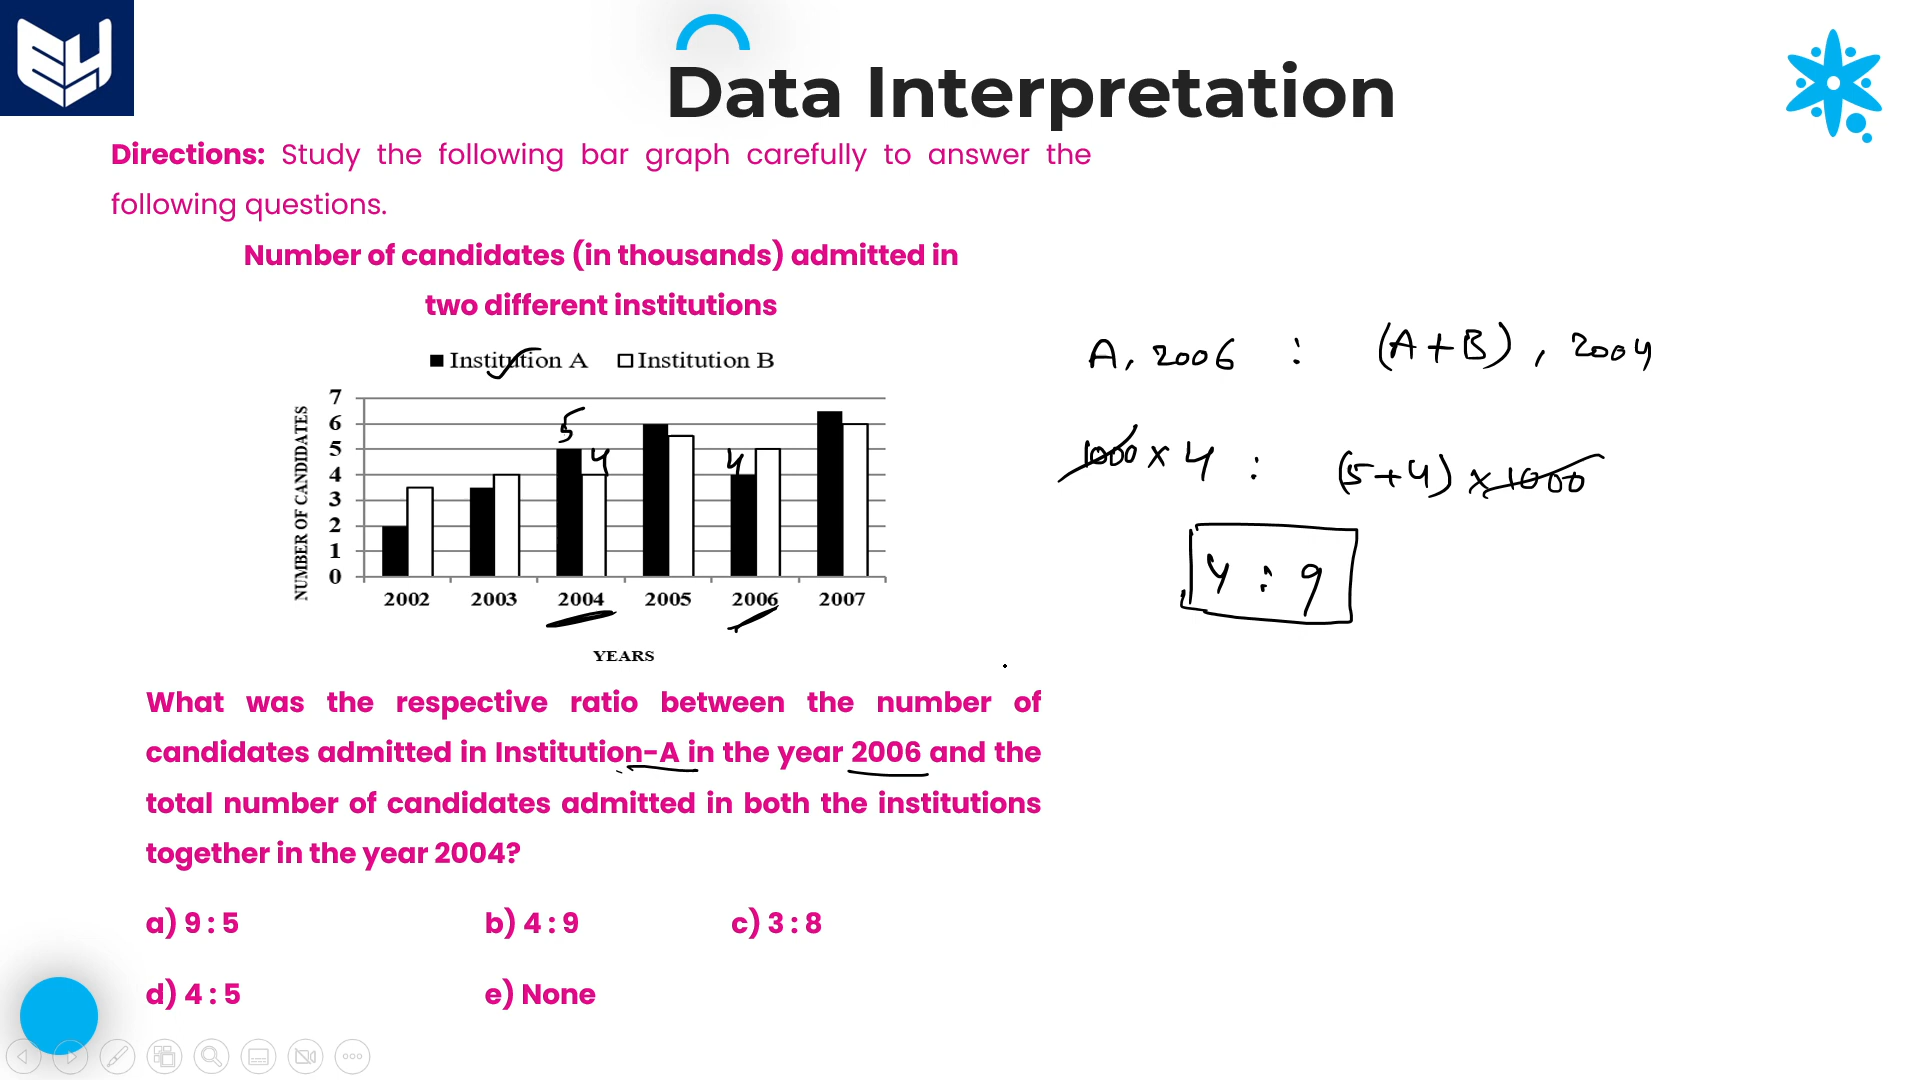 Data Interpretation
Directions: Study the following bar graph carefully to answer the
following questions.
Number of candidates (in thousands) admitted in
two different institutions
Institution A Institution B
NUMBER OF CANDIDATES
7
6
5
4
3
2
1
0
5
4
4
2002 2003 2004 2005 2006 2007
YEARS
A, 2006 : (A+B), 2004
1000 x 4 : (5+4) x 1000
4 : 9
What was the respective ratio between the number of
candidates admitted in Institution-A in the year 2006 and the
total number of candidates admitted in both the institutions
together in the year 2004?
a) 9 : 5 b) 4 : 9 c) 3 : 8
d) 4 : 5 e) None